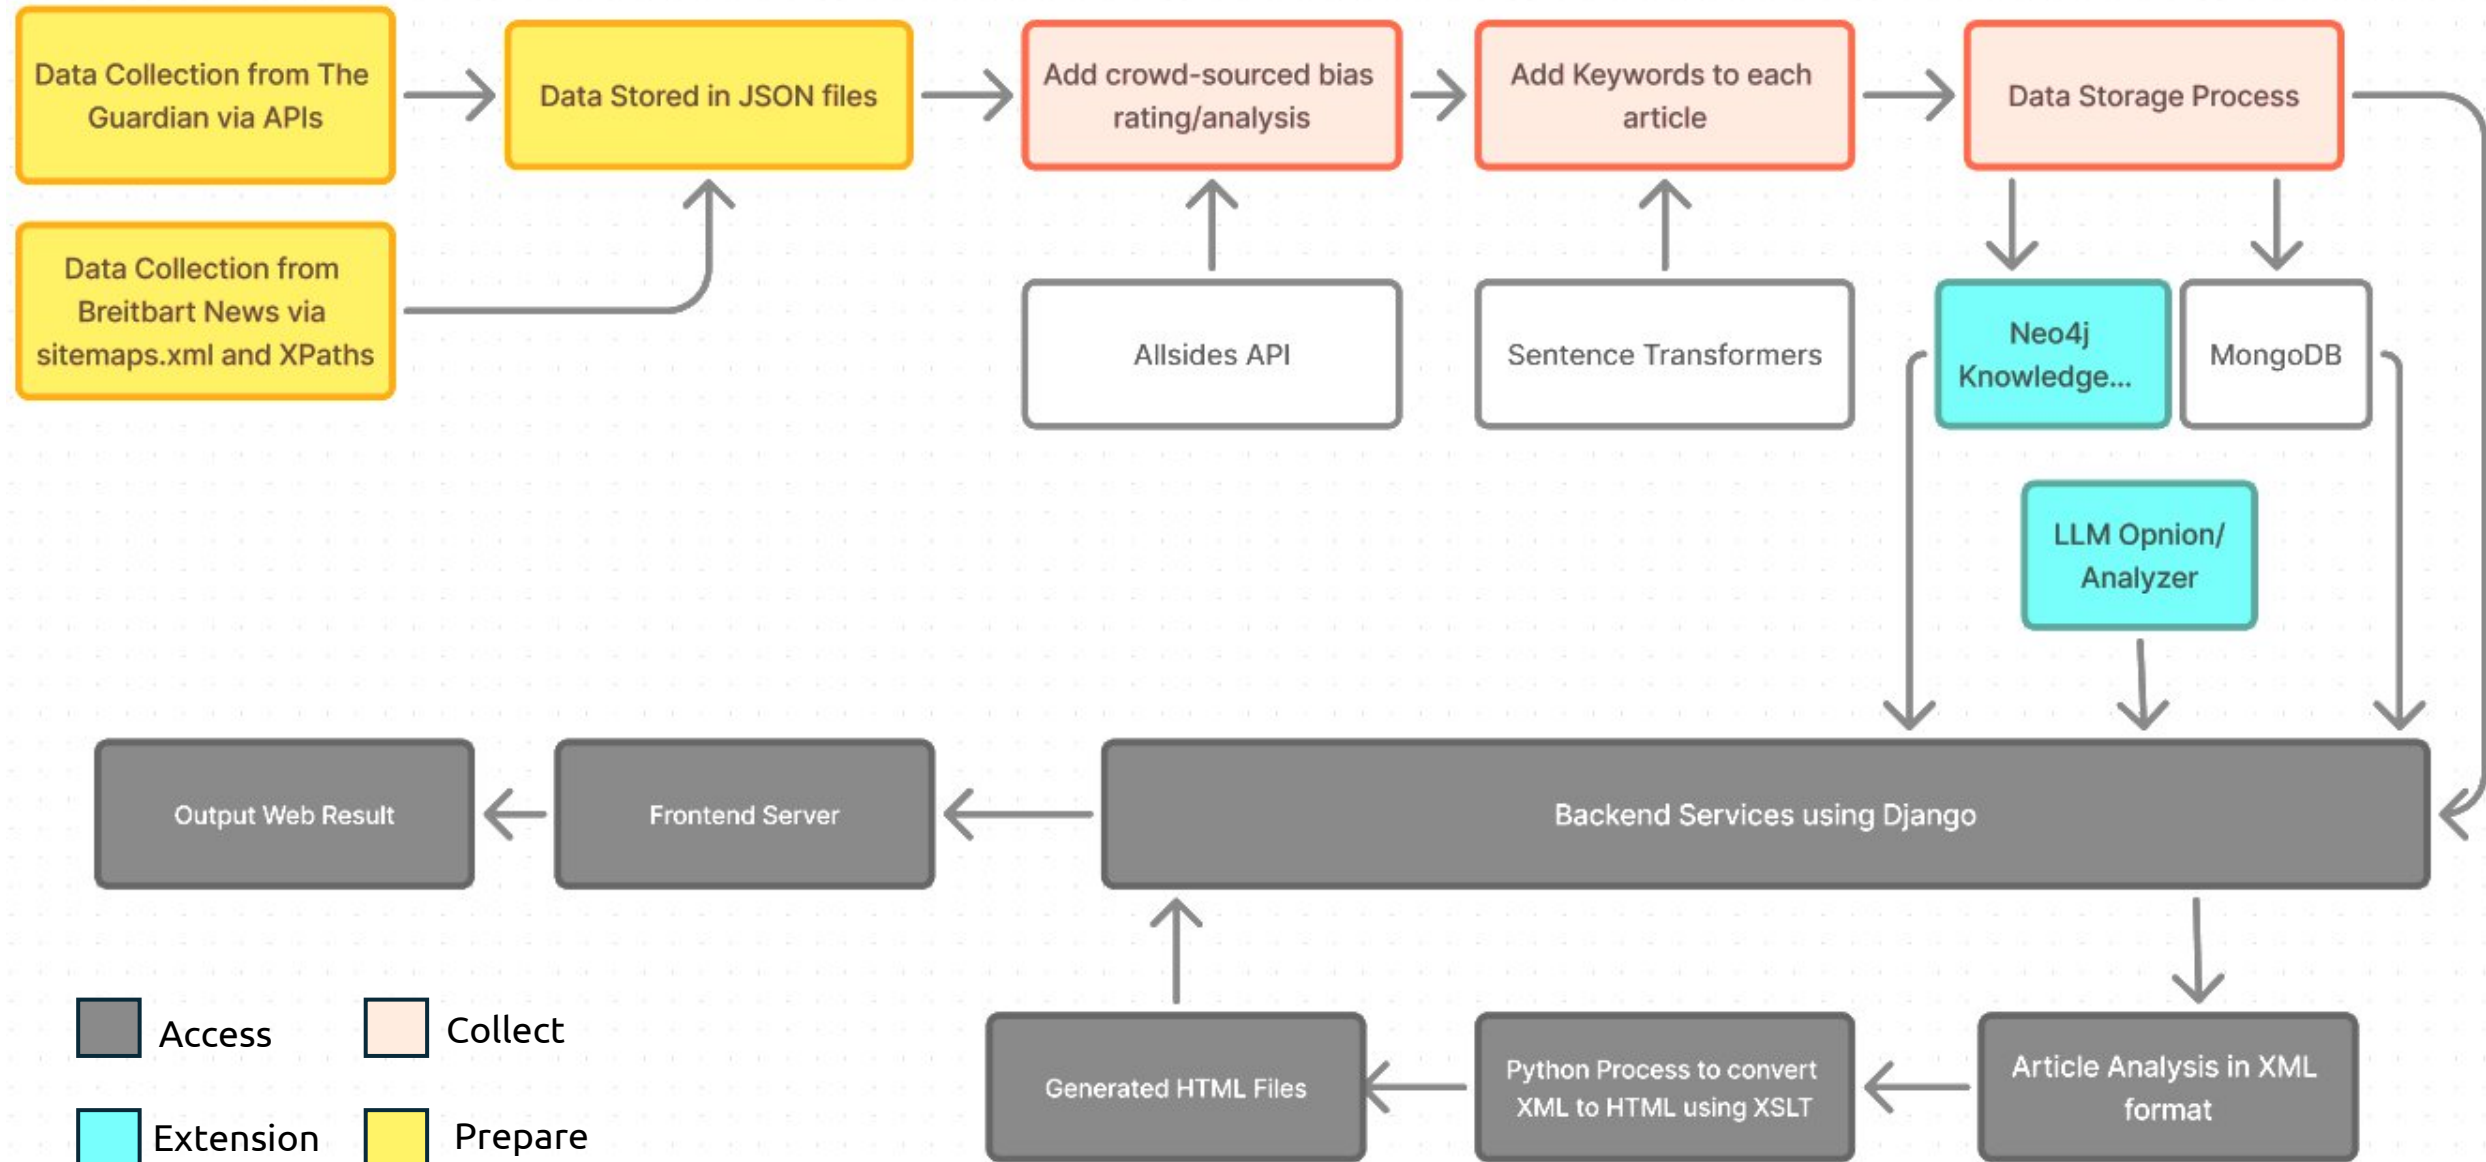 Data Collection from The
Guardian via APIs
Data Stored in JSON files
Add crowd-sourced bias
rating/analysis
Add Keywords to each
article
Data Storage Process
Data Collection from
Breitbart News via
sitemaps.xml and XPaths
Allsides API
Sentence Transformers
Neo4j
Knowledge...
MongoDB
LLM Opnion/
Analyzer
Output Web Result
Frontend Server
Backend Services using Django
Generated HTML Files
Python Process to convert
XML to HTML using XSLT
Article Analysis in XML
format
Access
Collect
Extension
Prepare